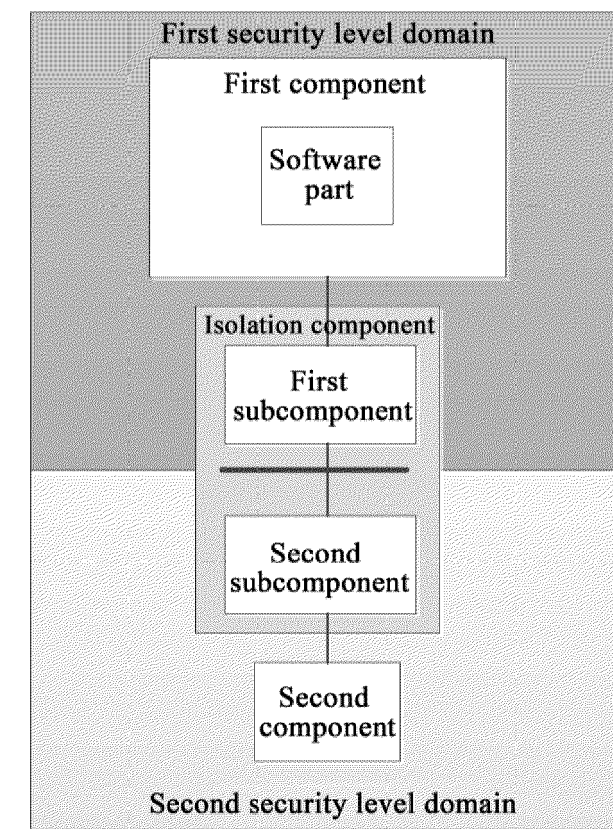 First security level domain
First component
Software
part
Isolation component
First
subcomponent
Second
subcomponent
Second
component
Second security level domain